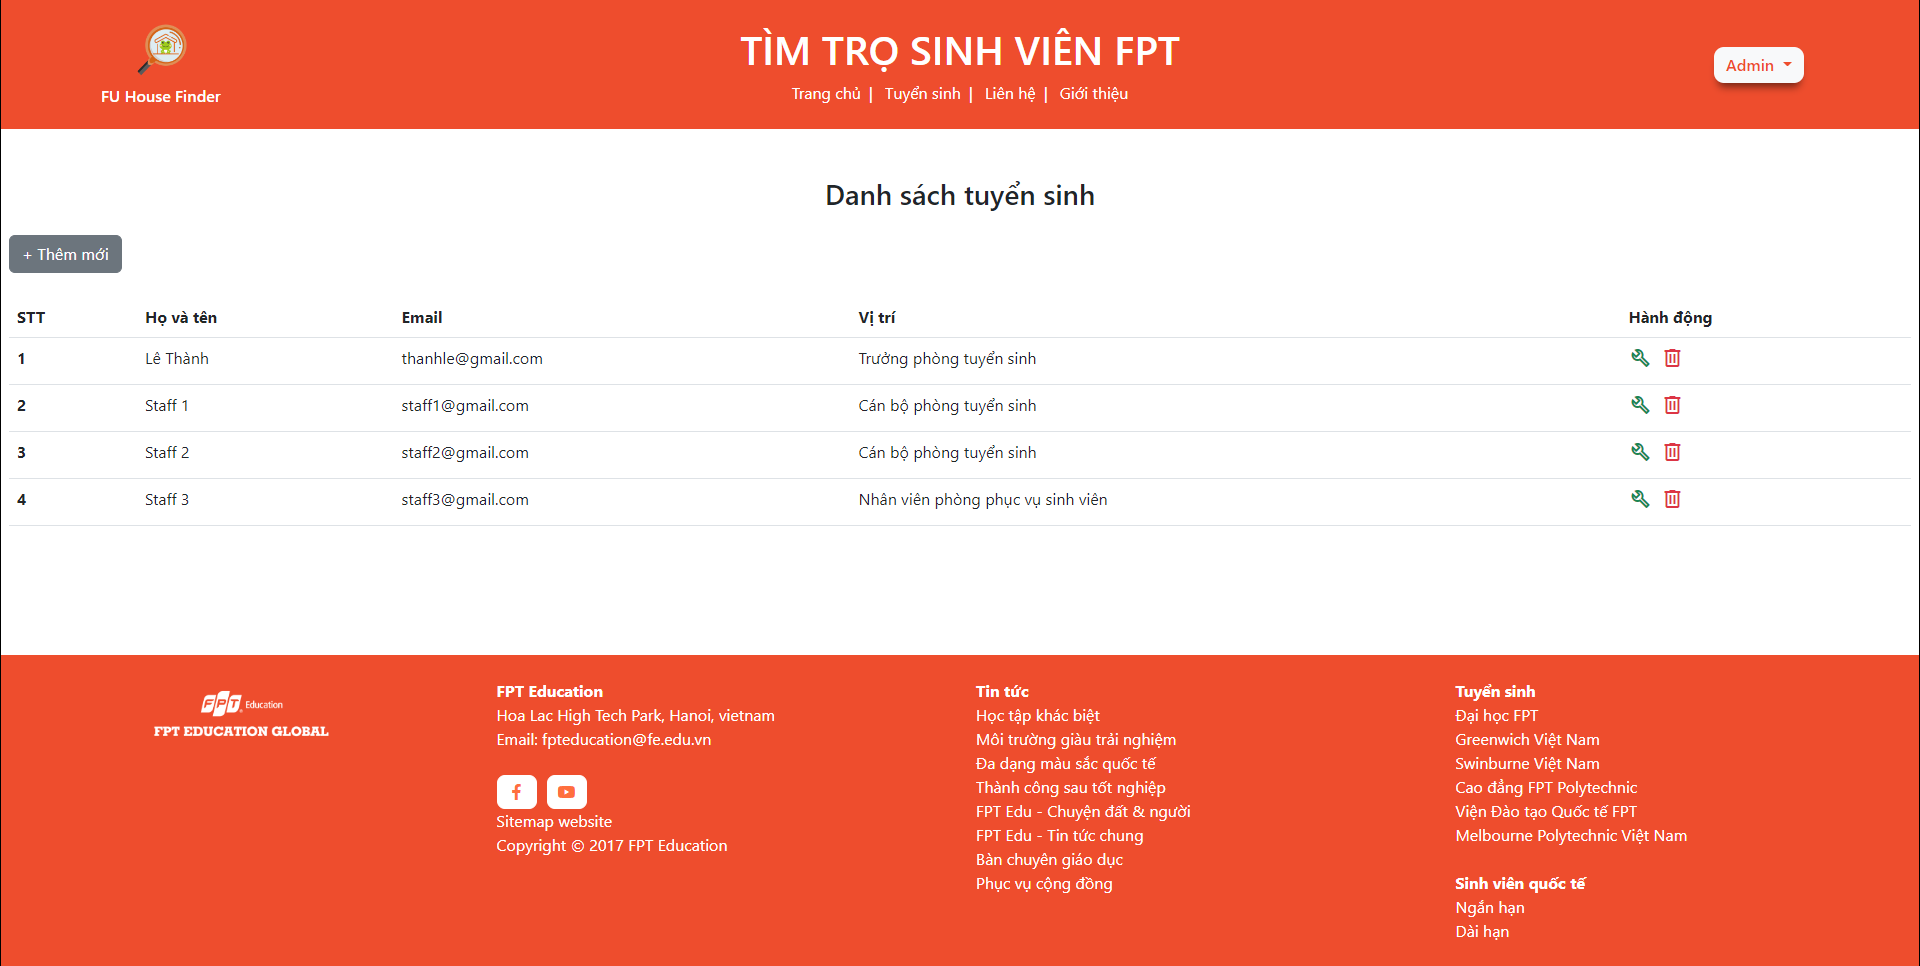 FU House Finder
TÌM TRỌ SINH VIÊN FPT
Trang chủ | Tuyển sinh | Liên hệ | Giới thiệu
Admin
Danh sách tuyển sinh
+ Thêm mới
STT Họ và tên Email Vị trí Hành động
1 Lê Thành thanhle@gmail.com Trưởng phòng tuyển sinh
2 Staff 1 staff1@gmail.com Cán bộ phòng tuyển sinh
3 Staff 2 staff2@gmail.com Cán bộ phòng tuyển sinh
4 Staff 3 staff3@gmail.com Nhân viên phòng phục vụ sinh viên
FPT Education
FPT EDUCATION GLOBAL
FPT Education
Hoa Lac High Tech Park, Hanoi, vietnam
Email: fpteducation@fe.edu.vn
Sitemap website
Copyright © 2017 FPT Education
Tin tức
Học tập khác biệt
Môi trường giàu trải nghiệm
Đa dạng màu sắc quốc tế
Thành công sau tốt nghiệp
FPT Edu - Chuyện đất & người
FPT Edu - Tin tức chung
Bàn chuyên giáo dục
Phục vụ cộng đồng
Tuyển sinh
Đại học FPT
Greenwich Việt Nam
Swinburne Việt Nam
Cao đẳng FPT Polytechnic
Viện Đào tạo Quốc tế FPT
Melbourne Polytechnic Việt Nam
Sinh viên quốc tế
Ngắn hạn
Dài hạn